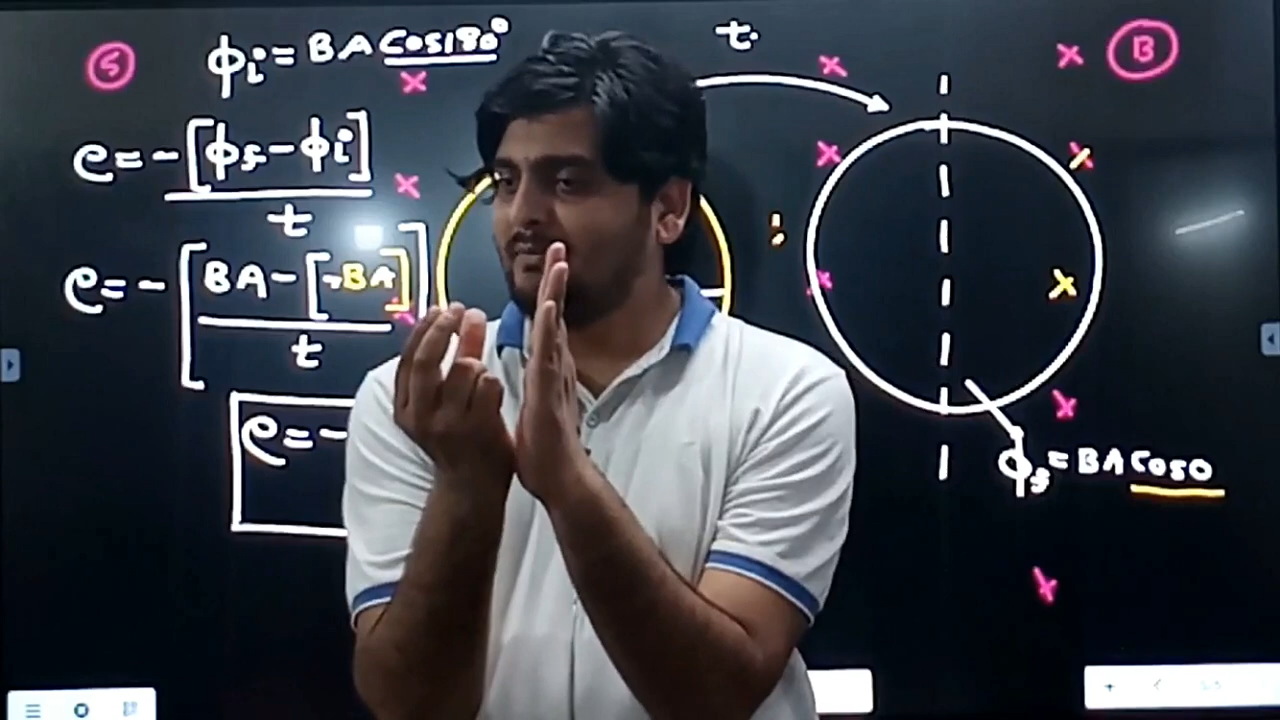 5
ϕi = BA Cos180°
t.
B
e = -[ϕf - ϕi]
t
e = -[BA - [-BA]]
t
e = -
ϕf = BA Cos0